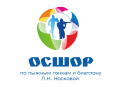 ОСШОР
по лыжным гонкам и биатлону
Л.Н. Носковой